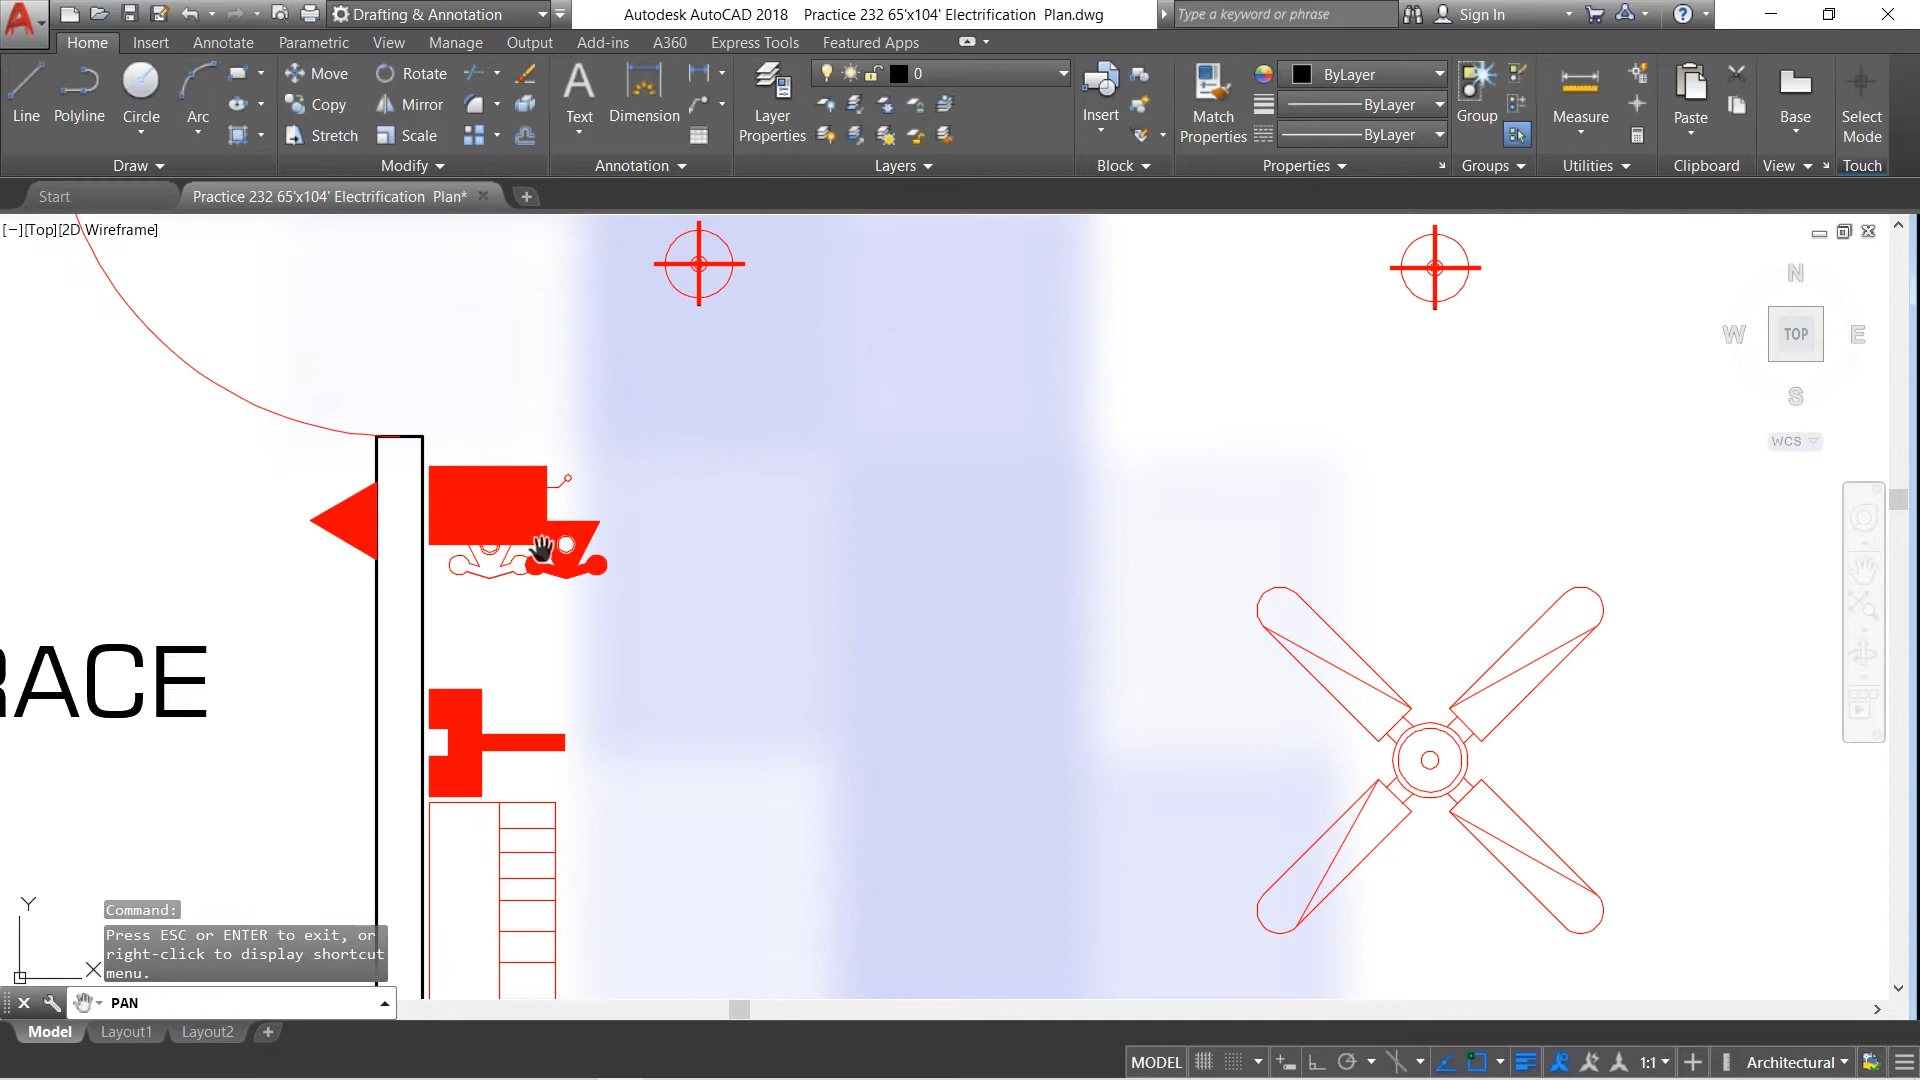 Drafting & Annotation
Autodesk AutoCAD 2018 Practice 232 65'x104' Electrification Plan.dwg
Type a keyword or phrase
Sign In
Home Insert Annotate Parametric View Manage Output Add-ins A360 Express Tools Featured Apps
Line Polyline Circle Arc
Move Rotate
Copy Mirror
Stretch Scale
Text Dimension
Layer Properties
0
Insert
Match Properties
ByLayer
ByLayer
ByLayer
Group
Measure
Paste
Base
Select Mode
Draw Modify Annotation Layers Block Properties Groups Utilities Clipboard View Touch
Start Practice 232 65'x104' Electrification Plan*
[−][Top][2D Wireframe]
N
W TOP E
S
WCS
RACE
Y
X
Command:
Press ESC or ENTER to exit, or
right-click to display shortcut
menu.
PAN
Model Layout1 Layout2
MODEL 1:1 Architectural